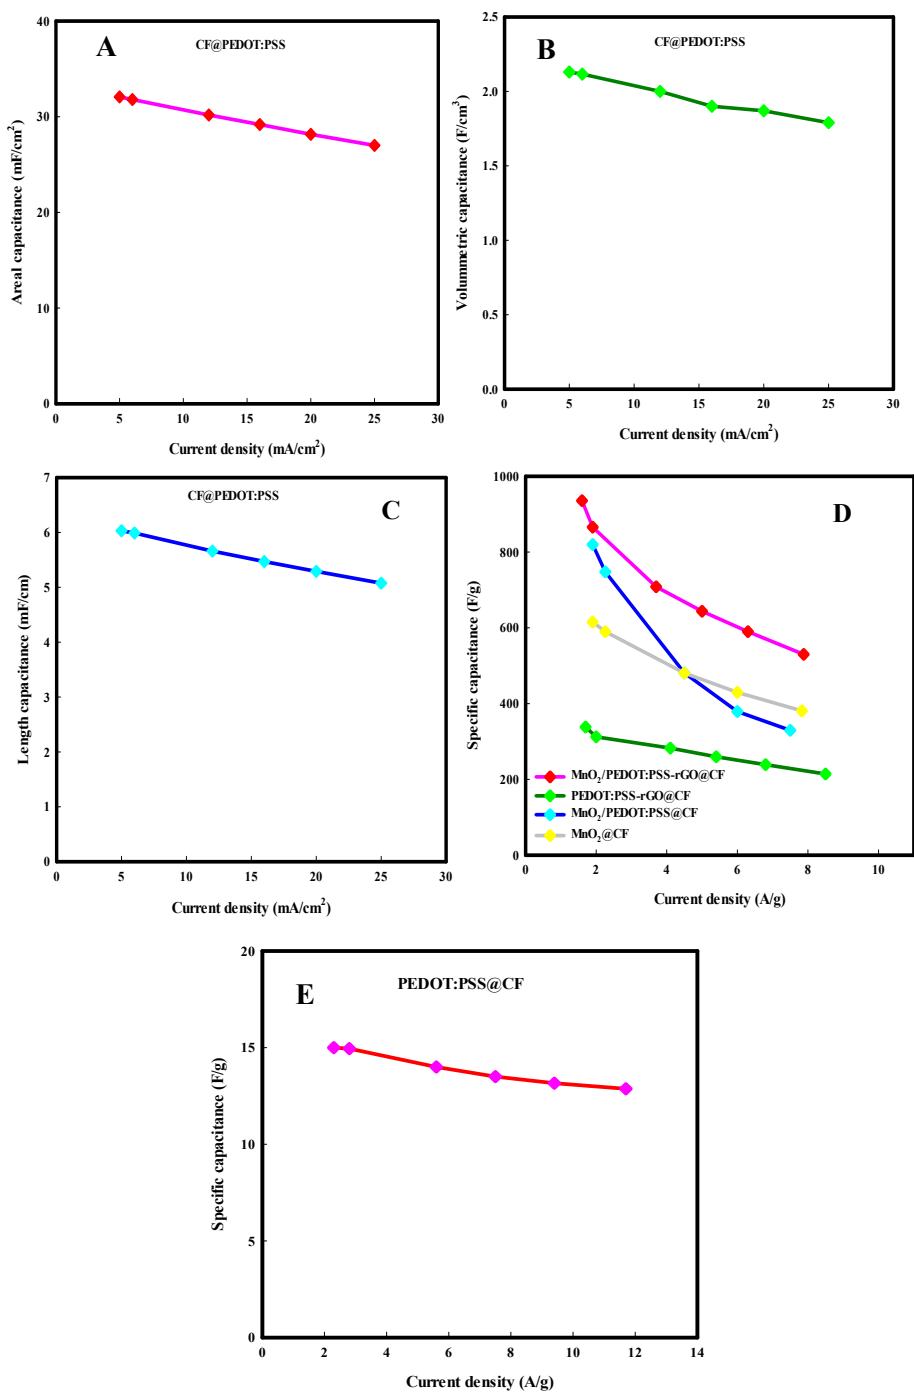 A
CF@PEDOT:PSS
Areal capacitance (mF/cm²)
40
30
20
10
0
0 5 10 15 20 25 30
Current density (mA/cm²)
B
CF@PEDOT:PSS
Volummetric capacitance (F/cm³)
2.5
2.0
1.5
1.0
0.5
0.0
0 5 10 15 20 25 30
Current density (mA/cm²)
CF@PEDOT:PSS
C
Length capacitance (mF/cm)
7
6
5
4
3
2
1
0
0 5 10 15 20 25 30
Current density (mA/cm²)
D
Specific capacitance (F/g)
1000
800
600
400
200
0
MnO₂/PEDOT:PSS-rGO@CF
PEDOT:PSS-rGO@CF
MnO₂/PEDOT:PSS@CF
MnO₂@CF
0 2 4 6 8 10
Current density (A/g)
E
PEDOT:PSS@CF
Specific capacitance (F/g)
20
15
10
5
0
0 2 4 6 8 10 12 14
Current density (A/g)